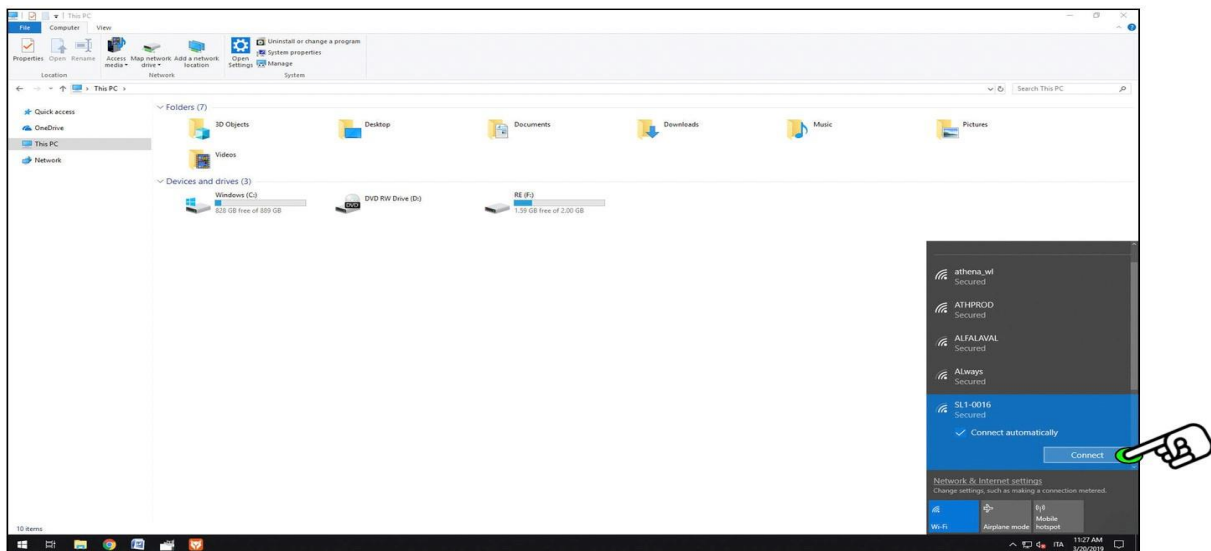 This PC
File Computer View
Properties Open Rename
Access media
Map network drive
Add a network location
Open Settings
Uninstall or change a program
System properties
Manage
Location Network System
This PC
Search This PC
Quick access
OneDrive
This PC
Network
Folders (7)
3D Objects
Desktop
Documents
Downloads
Music
Pictures
Videos
Devices and drives (3)
Windows (C:)
828 GB free of 889 GB
DVD RW Drive (D:)
DVD
RE (F:)
1.59 GB free of 2.00 GB
athena_wl
Secured
ATHPROD
Secured
ALFALAVAL
Secured
ALways
Secured
SL1-0016
Secured
Connect automatically
Connect
Network & Internet settings
Change settings, such as making a connection metered.
Wi-Fi
Airplane mode
Mobile hotspot
10 items
ITA
11:27 AM
3/20/2019